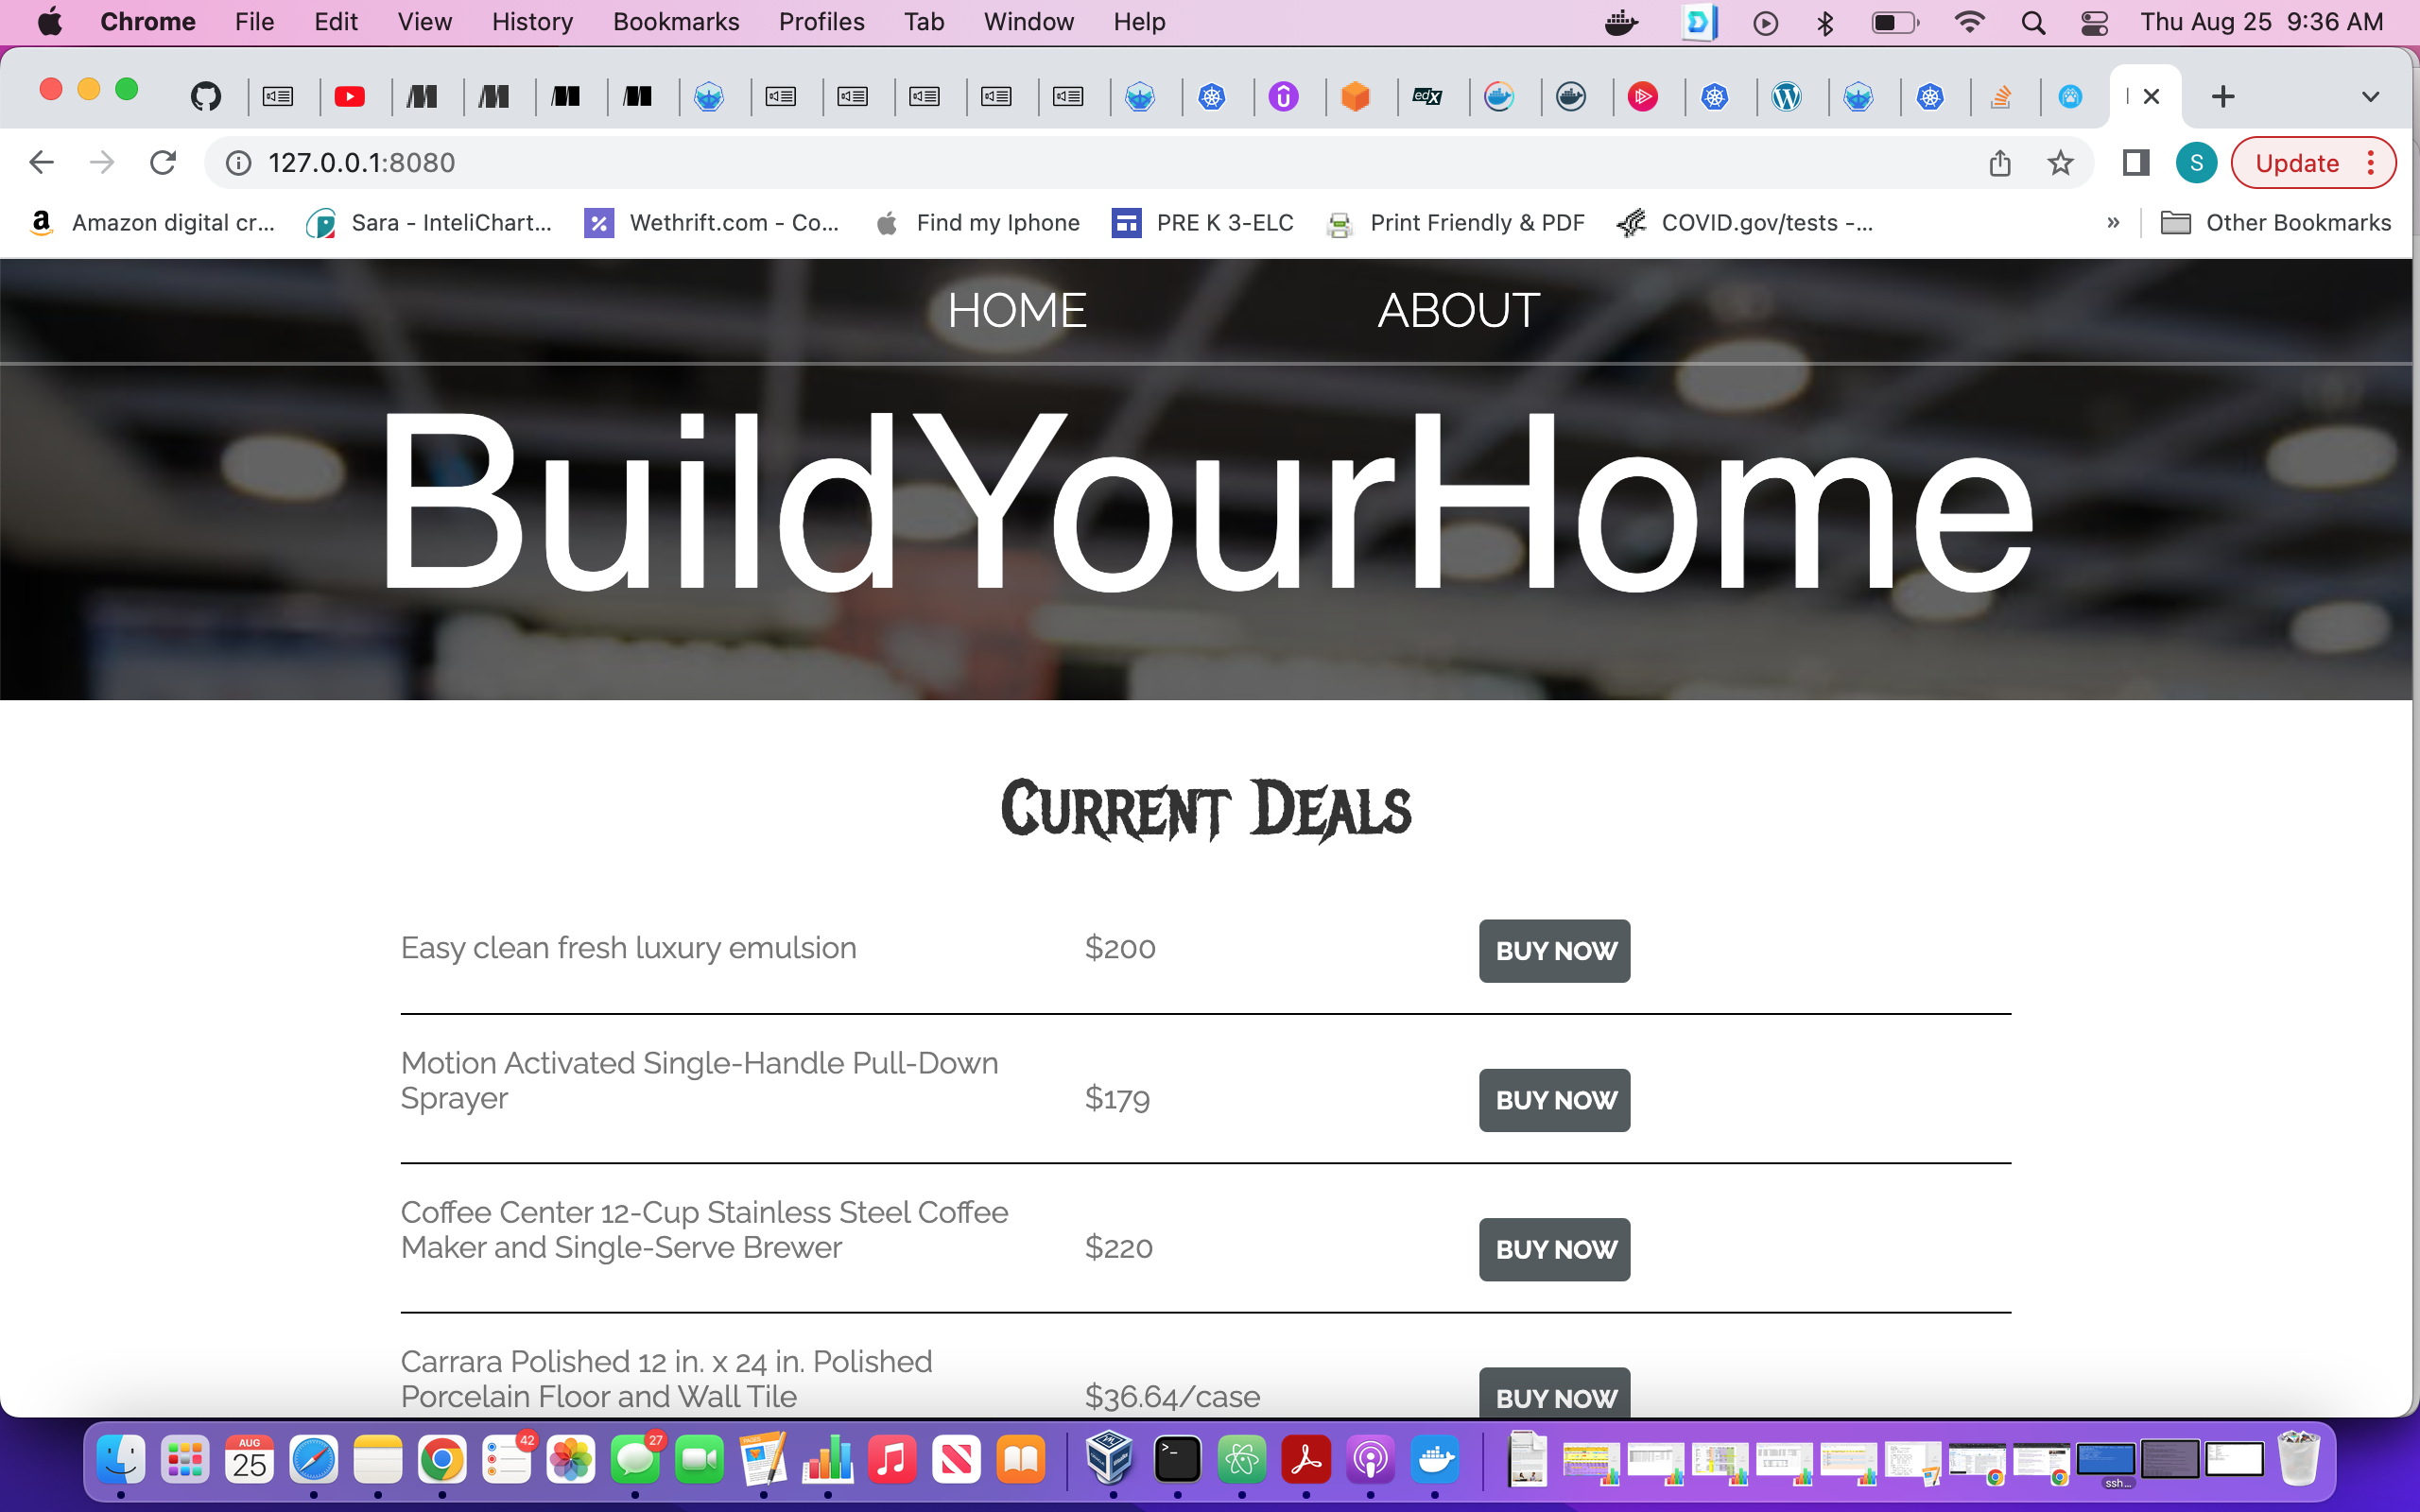 Chrome File Edit View History Bookmarks Profiles Tab Window Help Thu Aug 25 9:36 AM
edX
127.0.0.1:8080 S Update
a Amazon digital cr... Sara - InteliChart... Wethrift.com - Co... Find my Iphone PRE K 3-ELC Print Friendly & PDF COVID.gov/tests -... » Other Bookmarks
HOME ABOUT
BuildYourHome
Current Deals
Easy clean fresh luxury emulsion $200 BUY NOW
Motion Activated Single-Handle Pull-Down
Sprayer $179 BUY NOW
Coffee Center 12-Cup Stainless Steel Coffee
Maker and Single-Serve Brewer $220 BUY NOW
Carrara Polished 12 in. x 24 in. Polished
Porcelain Floor and Wall Tile $36.64/case BUY NOW
AUG
25
42
27
PAGES
>_
ssh...